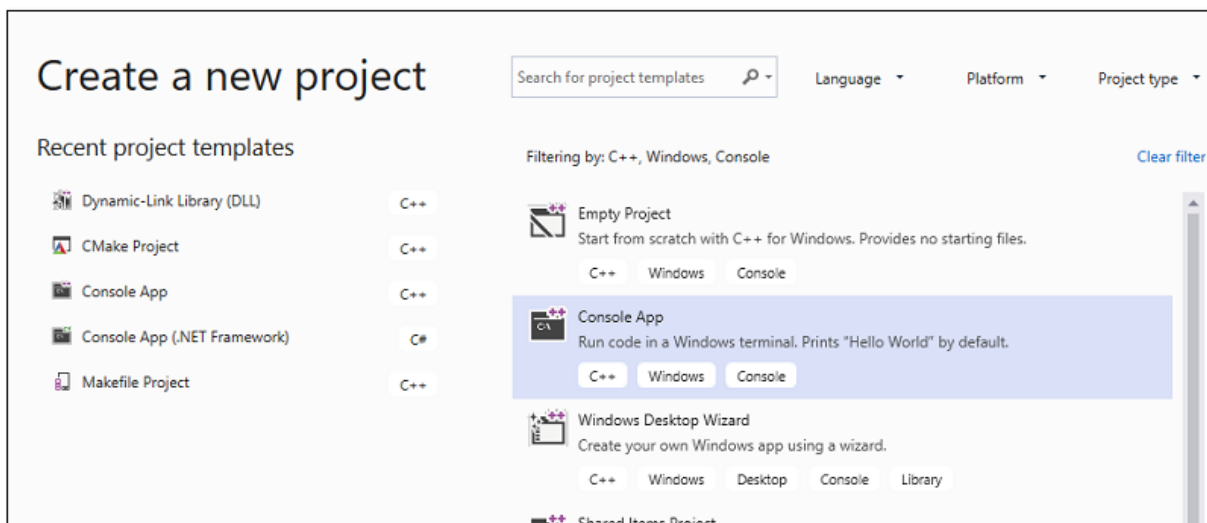 Create a new project
Search for project templates
Language
Platform
Project type
Recent project templates
Dynamic-Link Library (DLL) C++
CMake Project C++
Console App C++
Console App (.NET Framework) C#
Makefile Project C++
Filtering by: C++, Windows, Console
Clear filter
Empty Project
Start from scratch with C++ for Windows. Provides no starting files.
C++ Windows Console
Console App
Run code in a Windows terminal. Prints "Hello World" by default.
C++ Windows Console
Windows Desktop Wizard
Create your own Windows app using a wizard.
C++ Windows Desktop Console Library
Shared Items Project